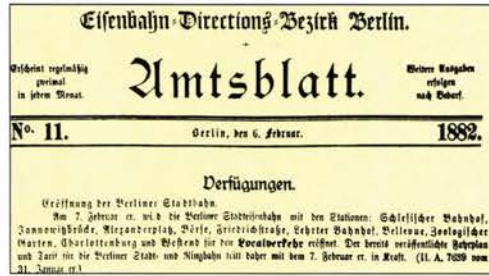 Eisenbahn-Directions-Bezirk Berlin.
Erscheint regelmäßig
zweimal
in jedem Monat.
Amtsblatt.
Weitere Ausgaben
erfolgen
nach Bedarf.
No. 11.
Berlin, den 6. Februar.
1882.
Verfügungen.
Eröffnung der Berliner Stadtbahn.
Am 7. Februar cr. wird die Berliner Stadteisenbahn mit den Stationen: Schlesischer Bahnhof,
Jannowitzbrücke, Alexanderplatz, Börse, Friedrichstraße, Lehrter Bahnhof, Bellevue, Zoologischer
Garten, Charlottenburg und Westend für den Localverkehr eröffnet. Der bereits veröffentlichte Fahrplan
und Tarif für die Berliner Stadt- und Ringbahn tritt daher mit dem 7. Februar cr. in Kraft. (II. A. 7639 vom
31. Januar cr.)